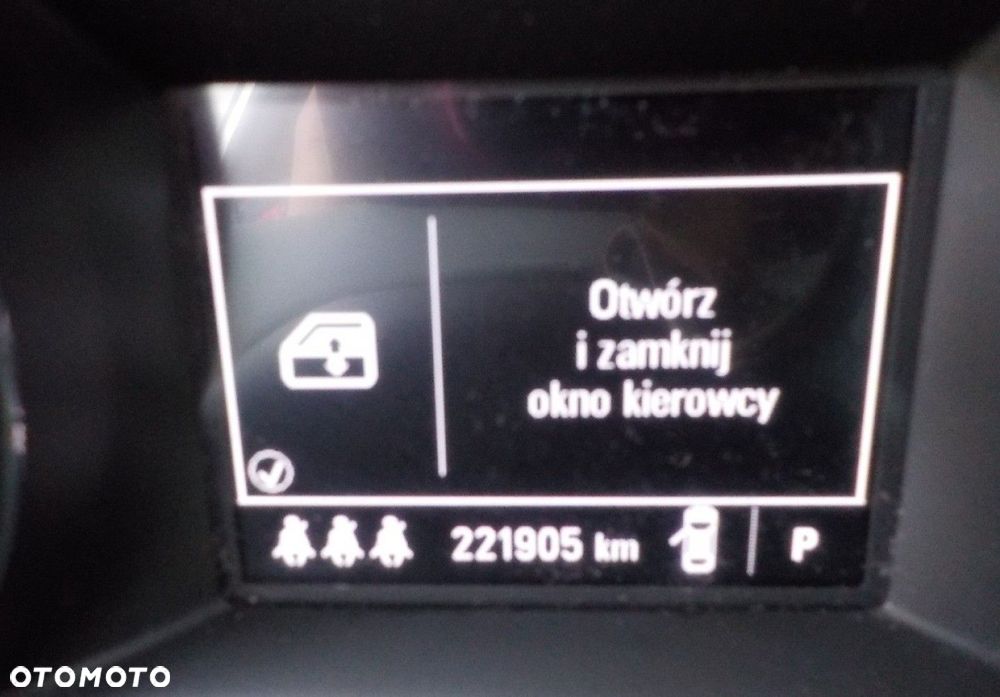 Otwórz
i zamknij
okno kierowcy
221905 km
P
OTOMOTO